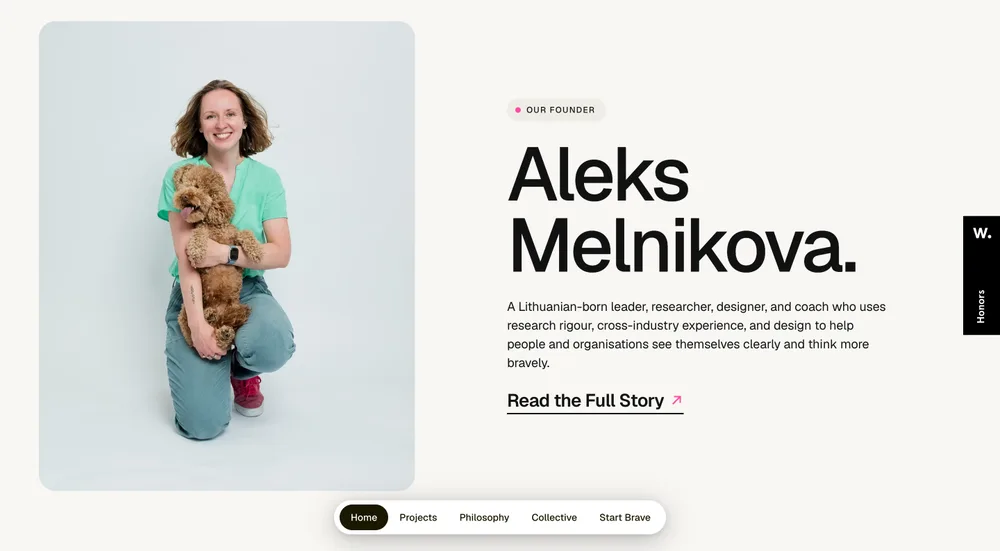 OUR FOUNDER
Aleks
Melnikova.
A Lithuanian-born leader, researcher, designer, and coach who uses
research rigour, cross-industry experience, and design to help
people and organisations see themselves clearly and think more
bravely.
Read the Full Story
W.
Honors
Home Projects Philosophy Collective Start Brave